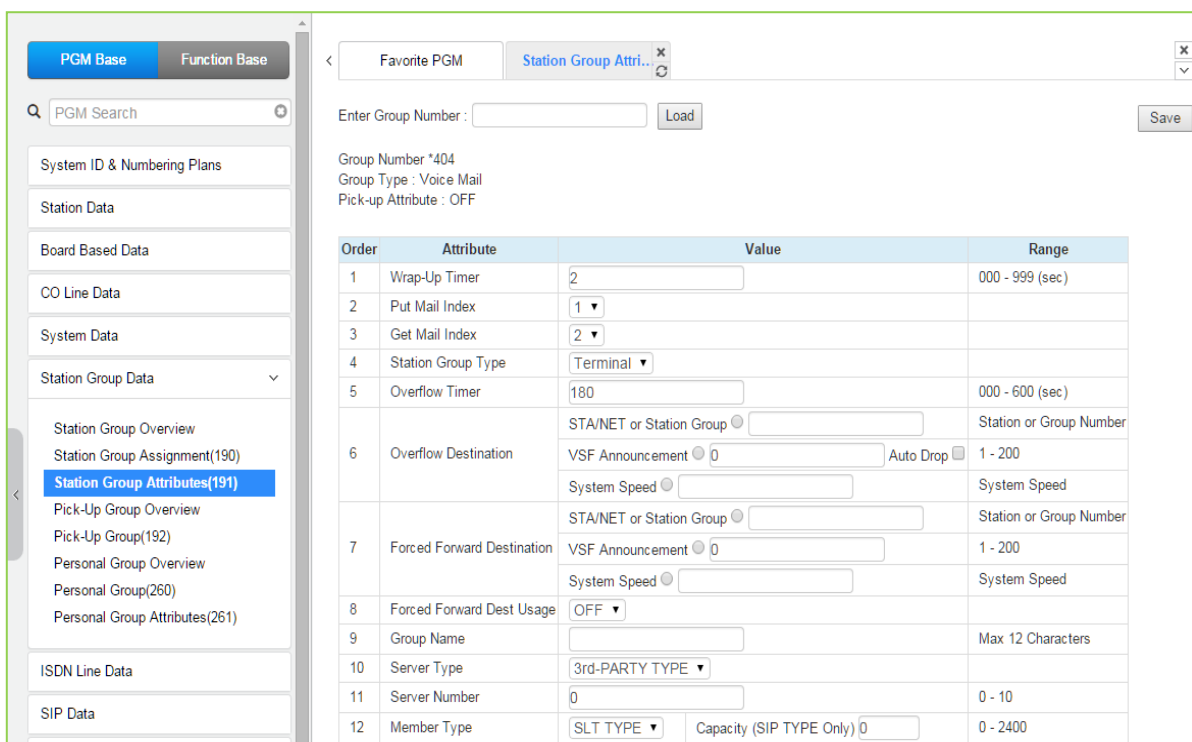 PGM Base Function Base
PGM Search
System ID & Numbering Plans
Station Data
Board Based Data
CO Line Data
System Data
Station Group Data
Station Group Overview
Station Group Assignment(190)
Station Group Attributes(191)
Pick-Up Group Overview
Pick-Up Group(192)
Personal Group Overview
Personal Group(260)
Personal Group Attributes(261)
ISDN Line Data
SIP Data
Favorite PGM Station Group Attri...
Enter Group Number : Load Save
Group Number *404
Group Type : Voice Mail
Pick-up Attribute : OFF
Order Attribute Value Range
1 Wrap-Up Timer 2 000 - 999 (sec)
2 Put Mail Index 1
3 Get Mail Index 2
4 Station Group Type Terminal
5 Overflow Timer 180 000 - 600 (sec)
6 Overflow Destination
STA/NET or Station Group Station or Group Number
VSF Announcement 0 Auto Drop 1 - 200
System Speed System Speed
7 Forced Forward Destination
STA/NET or Station Group Station or Group Number
VSF Announcement 0 1 - 200
System Speed System Speed
8 Forced Forward Dest Usage OFF
9 Group Name Max 12 Characters
10 Server Type 3rd-PARTY TYPE
11 Server Number 0 0 - 10
12 Member Type SLT TYPE Capacity (SIP TYPE Only) 0 0 - 2400